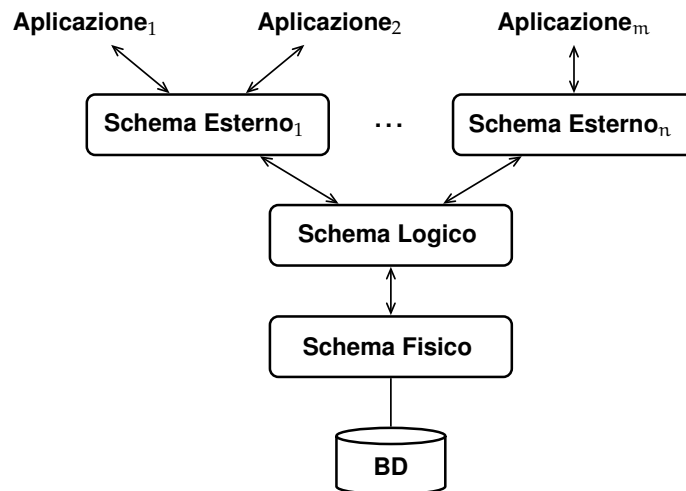 Aplicazione₁ Aplicazione₂ Aplicazioneₘ
Schema Esterno₁ ... Schema Esternoₙ
Schema Logico
Schema Fisico
BD